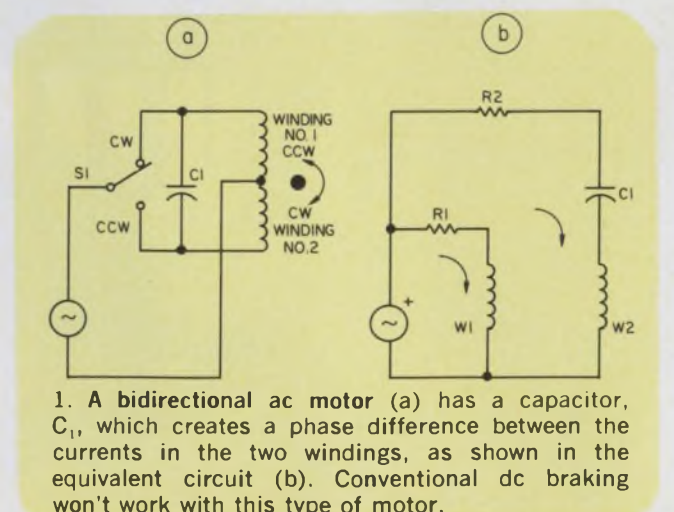 a
b
CW
S1
CCW
C1
WINDING
NO. 1
CCW
CW
WINDING
NO.2
~
R2
R1
C1
+
~
W1
W2
1. A bidirectional ac motor (a) has a capacitor,
C₁, which creates a phase difference between the
currents in the two windings, as shown in the
equivalent circuit (b). Conventional dc braking
won't work with this type of motor.